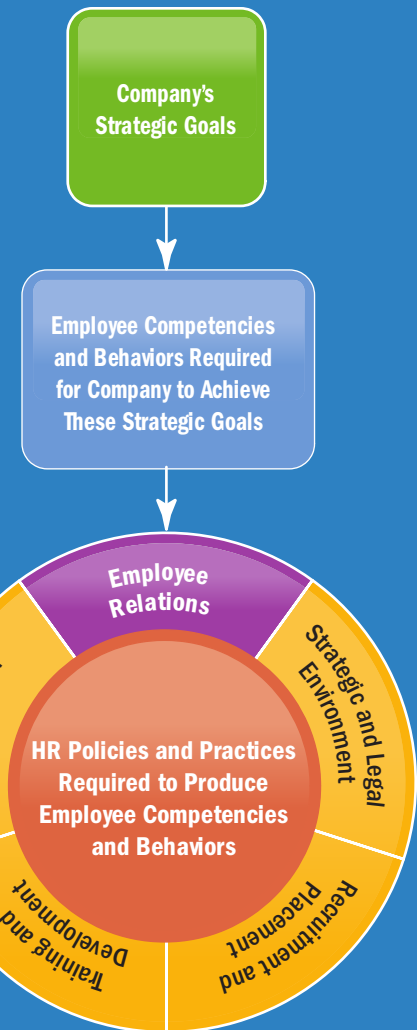 Company's
Strategic Goals
Employee Competencies
and Behaviors Required
for Company to Achieve
These Strategic Goals
Employee
Relations
Strategic and Legal
Environment
HR Policies and Practices
Required to Produce
Employee Competencies
and Behaviors
Recruitment and
Placement
Training and
Development